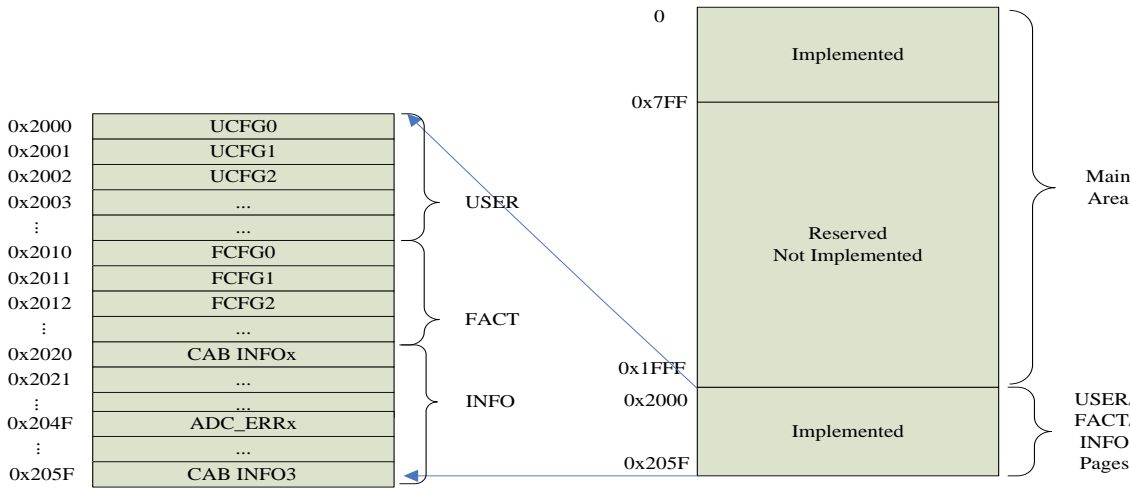 0x2000 UCFG0
0x2001 UCFG1
0x2002 UCFG2
0x2003 ...
... ...
0x2010 FCFG0
0x2011 FCFG1
0x2012 FCFG2
... ...
0x2020 CAB INFOx
0x2021 ...
... ...
0x204F ADC_ERRx
... ...
0x205F CAB INFO3
USER
FACT
INFO
0
Implemented
0x7FF
Reserved
Not Implemented
0x1FFF
0x2000
Implemented
0x205F
Main
Area
USER/
FACT/
INFO
Pages